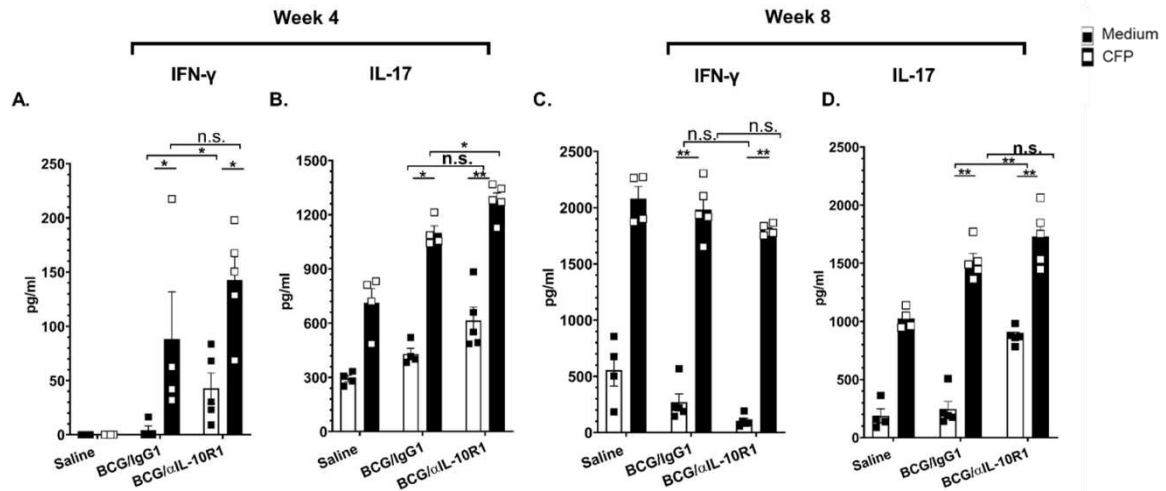 Week 4
Week 8
Medium
CFP
IFN-γ
IL-17
IFN-γ
IL-17
A.
B.
C.
D.
n.s.
*
*
*
*
n.s.
*
**
n.s.
n.s.
**
**
n.s.
**
**
**
pg/ml
250
200
150
100
50
0
Saline
BCG/IgG1
BCG/αIL-10R1
pg/ml
1500
1200
900
600
300
0
Saline
BCG/IgG1
BCG/αIL-10R1
pg/ml
2500
2000
1500
1000
500
0
Saline
BCG/IgG1
BCG/αIL-10R1
pg/ml
2500
2000
1500
1000
500
0
Saline
BCG/IgG1
BCG/αIL-10R1